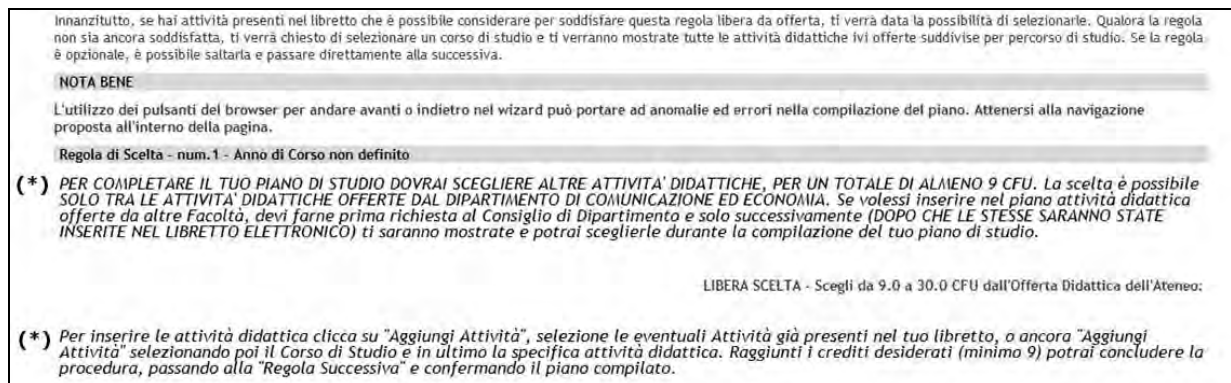 Innanzitutto, se hai attività presenti nel libretto che è possibile considerare per soddisfare questa regola libera da offerta, ti verrà data la possibilità di selezionarle. Qualora la regola
non sia ancora soddisfatta, ti verrà chiesto di selezionare un corso di studio e ti verranno mostrate tutte le attività didattiche ivi offerte suddivise per percorso di studio. Se la regola
è opzionale, è possibile saltarla e passare direttamente alla successiva.
NOTA BENE
L'utilizzo dei pulsanti del browser per andare avanti o indietro nel wizard può portare ad anomalie ed errori nella compilazione del piano. Attenersi alla navigazione
proposta all'interno della pagina.
Regola di Scelta - num.1 - Anno di Corso non definito
(*) PER COMPLETARE IL TUO PIANO DI STUDIO DOVRAI SCEGLIERE ALTRE ATTIVITA' DIDATTICHE, PER UN TOTALE DI ALMENO 9 CFU. La scelta è possibile
SOLO TRA LE ATTIVITA' DIDATTICHE OFFERTE DAL DIPARTIMENTO DI COMUNICAZIONE ED ECONOMIA. Se volessi inserire nel piano attività didattica
offerte da altre Facoltà, devi farne prima richiesta al Consiglio di Dipartimento e solo successivamente (DOPO CHE LE STESSE SARANNO STATE
INSERITE NEL LIBRETTO ELETTRONICO) ti saranno mostrate e potrai sceglierle durante la compilazione del tuo piano di studio.
LIBERA SCELTA - Scegli da 9.0 a 30.0 CFU dall'Offerta Didattica dell'Ateneo:
(*) Per inserire le attività didattica clicca su "Aggiungi Attività", selezione le eventuali Attività già presenti nel tuo libretto, o ancora "Aggiungi
Attività" selezionando poi il Corso di Studio e in ultimo la specifica attività didattica. Raggiunti i crediti desiderati (minimo 9) potrai concludere la
procedura, passando alla "Regola Successiva" e confermando il piano compilato.